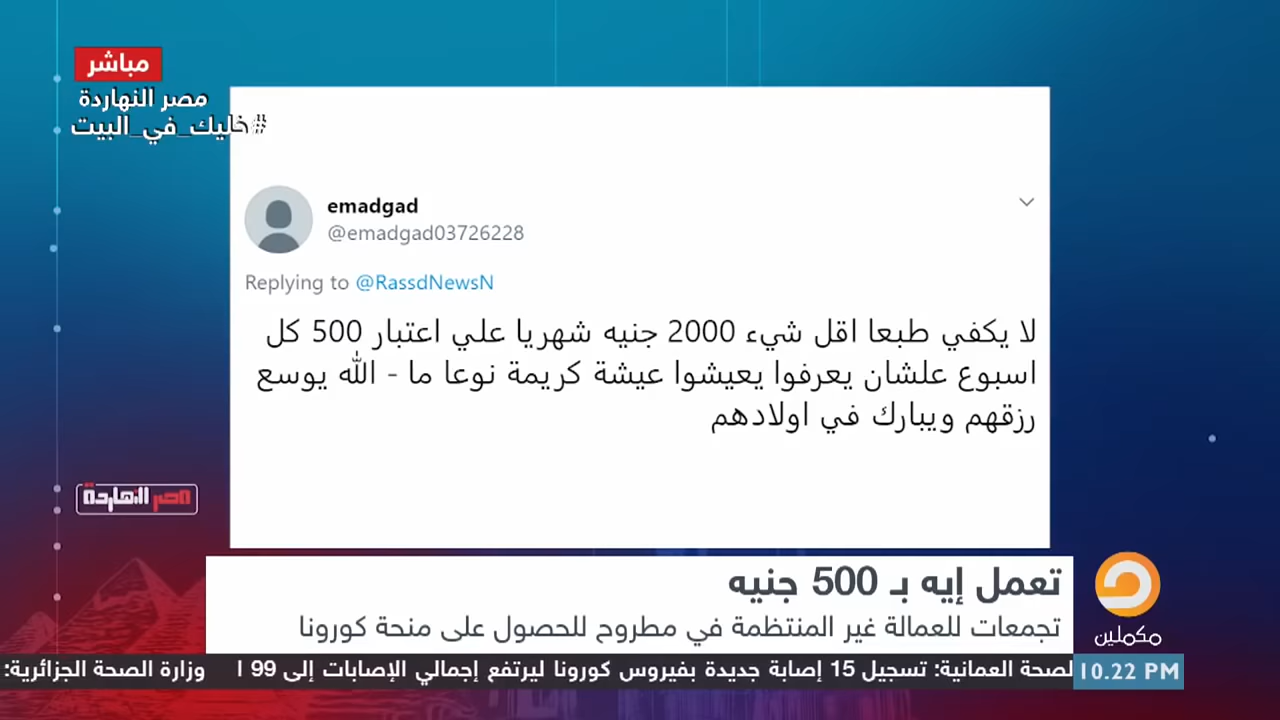 مباشر
مصر النهاردة
#خليك_في_البيت
emadgad
@emadgad03726228
Replying to @RassdNewsN
لا يكفي طبعا اقل شيء 2000 جنيه شهريا علي اعتبار 500 كل
اسبوع علشان يعرفوا يعيشوا عيشة كريمة نوعا ما - الله يوسع
رزقهم ويبارك في اولادهم
مصر النهاردة
تعمل إيه بـ 500 جنيه
تجمعات للعمالة غير المنتظمة في مطروح للحصول على منحة كورونا
مكملين
لصحة العمانية: تسجيل 15 إصابة جديدة بفيروس كورونا ليرتفع إجمالي الإصابات إلى 99 ا وزارة الصحة الجزائرية:
10.22 PM